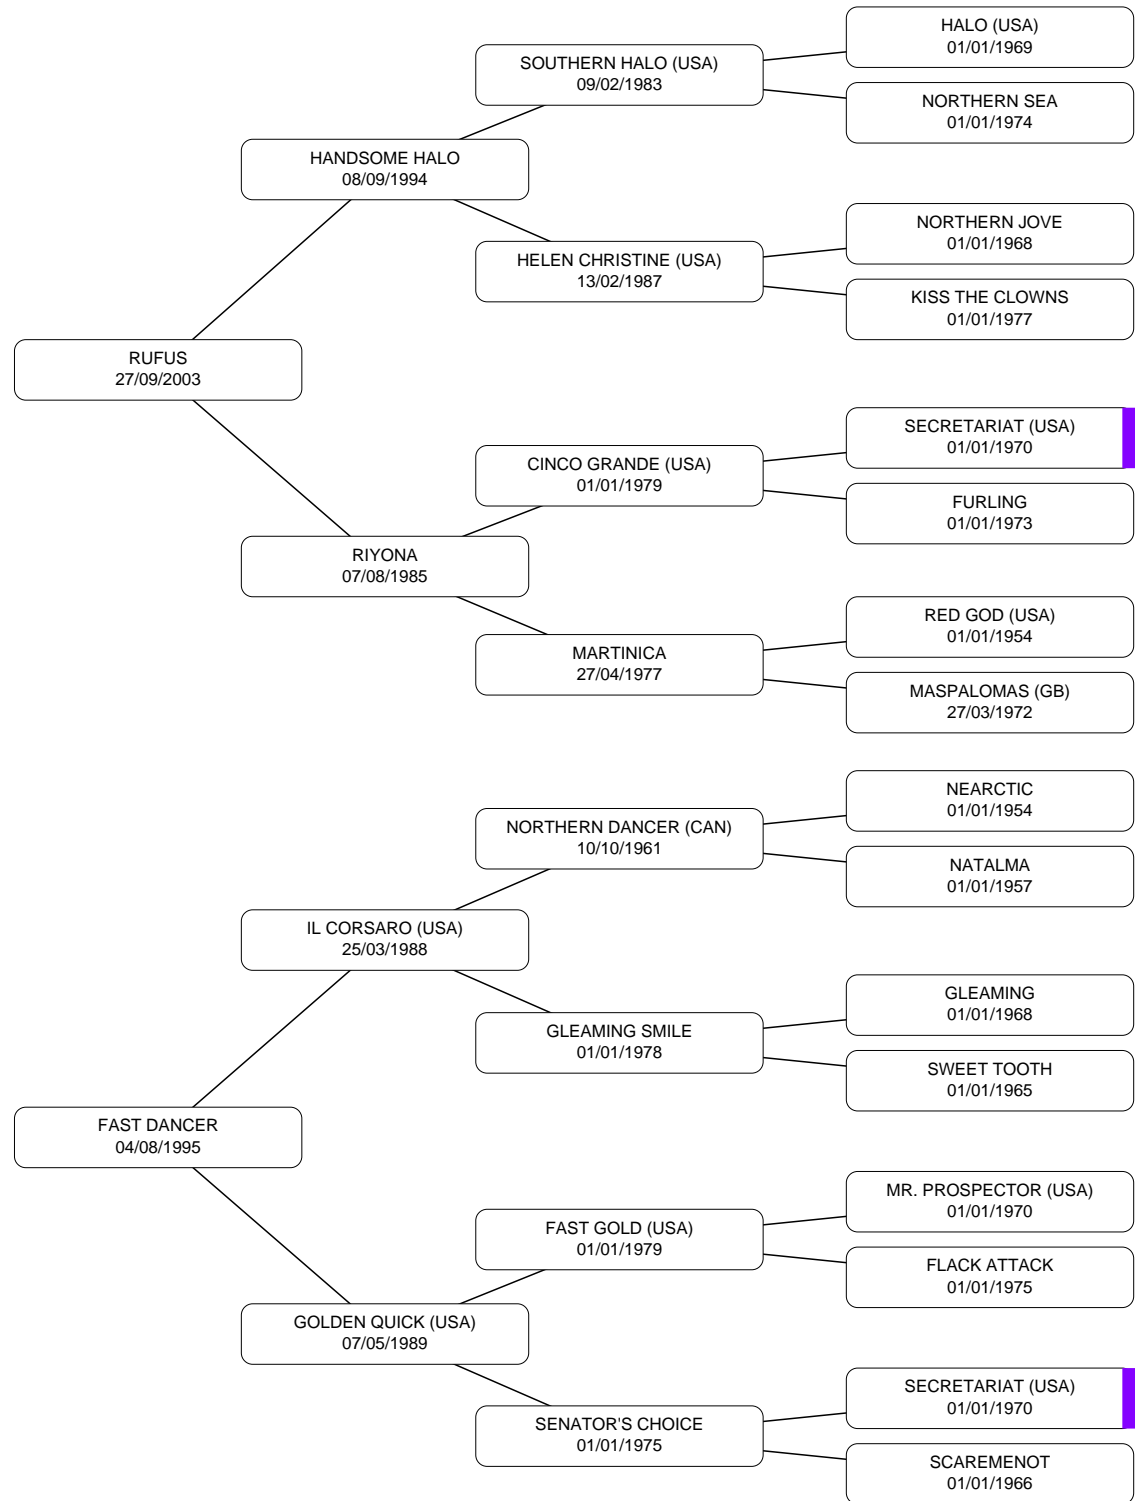 HALO (USA)
01/01/1969
SOUTHERN HALO (USA)
09/02/1983
NORTHERN SEA
01/01/1974
HANDSOME HALO
08/09/1994
NORTHERN JOVE
01/01/1968
HELEN CHRISTINE (USA)
13/02/1987
KISS THE CLOWNS
01/01/1977
RUFUS
27/09/2003
SECRETARIAT (USA)
01/01/1970
CINCO GRANDE (USA)
01/01/1979
FURLING
01/01/1973
RIYONA
07/08/1985
RED GOD (USA)
01/01/1954
MARTINICA
27/04/1977
MASPALOMAS (GB)
27/03/1972
NEARCTIC
01/01/1954
NORTHERN DANCER (CAN)
10/10/1961
NATALMA
01/01/1957
IL CORSARO (USA)
25/03/1988
GLEAMING
01/01/1968
GLEAMING SMILE
01/01/1978
SWEET TOOTH
01/01/1965
FAST DANCER
04/08/1995
MR. PROSPECTOR (USA)
01/01/1970
FAST GOLD (USA)
01/01/1979
FLACK ATTACK
01/01/1975
GOLDEN QUICK (USA)
07/05/1989
SECRETARIAT (USA)
01/01/1970
SENATOR'S CHOICE
01/01/1975
SCAREMENOT
01/01/1966